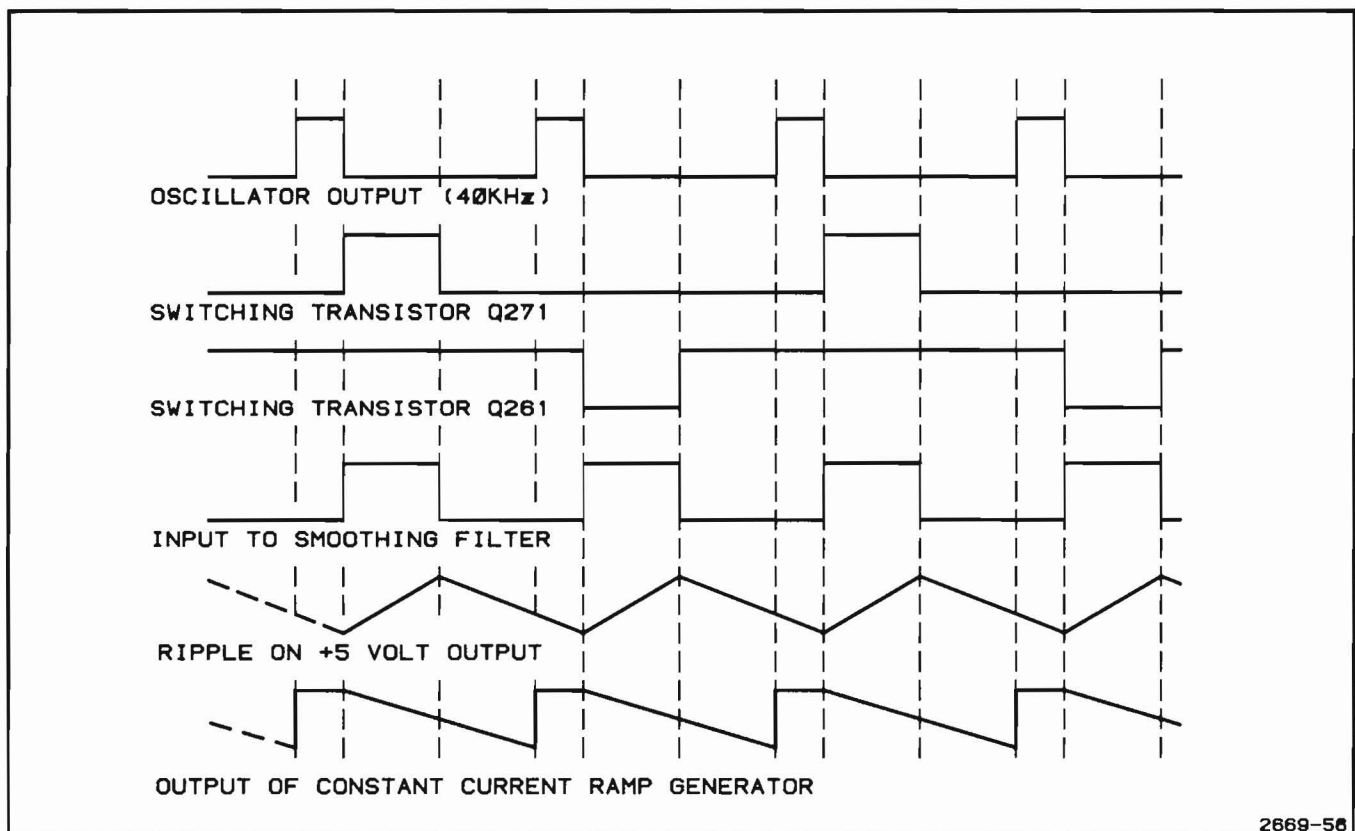 OSCILLATOR OUTPUT (40KHz)
SWITCHING TRANSISTOR Q271
SWITCHING TRANSISTOR Q261
INPUT TO SMOOTHING FILTER
RIPPLE ON +5 VOLT OUTPUT
OUTPUT OF CONSTANT CURRENT RAMP GENERATOR
2669-56